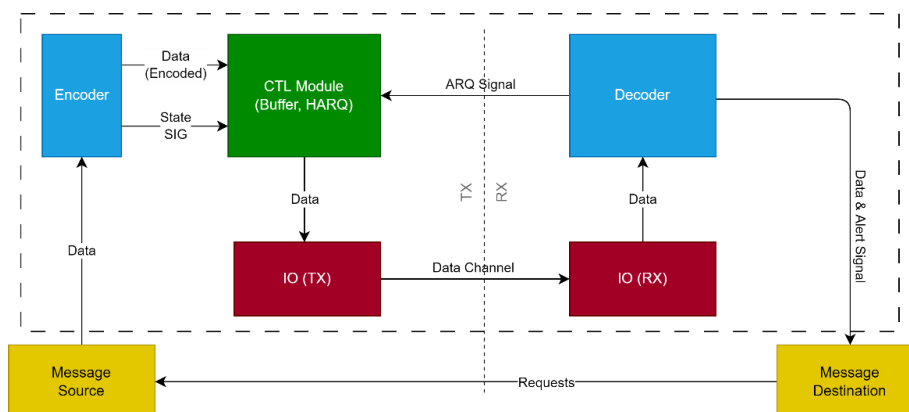 Encoder
Data
(Encoded)
State
SIG
CTL Module
(Buffer, HARQ)
ARQ Signal
Decoder
Data
Data
TX
RX
Data
Data & Alert Signal
IO (TX)
Data Channel
IO (RX)
Message
Source
Requests
Message
Destination